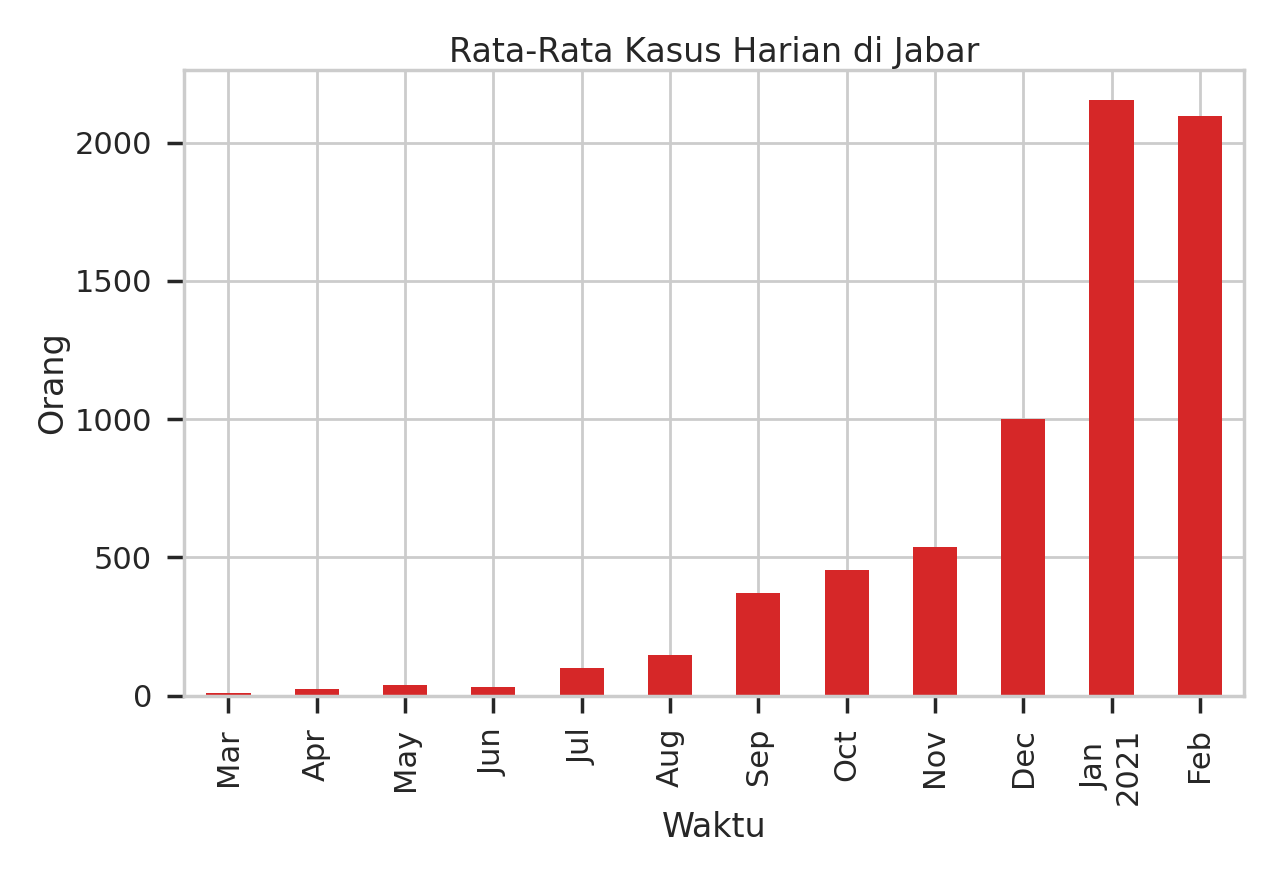 Rata-Rata Kasus Harian di Jabar
Orang
2000
1500
1000
500
0
Mar
Apr
May
Jun
Jul
Aug
Sep
Oct
Nov
Dec
Jan
2021
Feb
Waktu